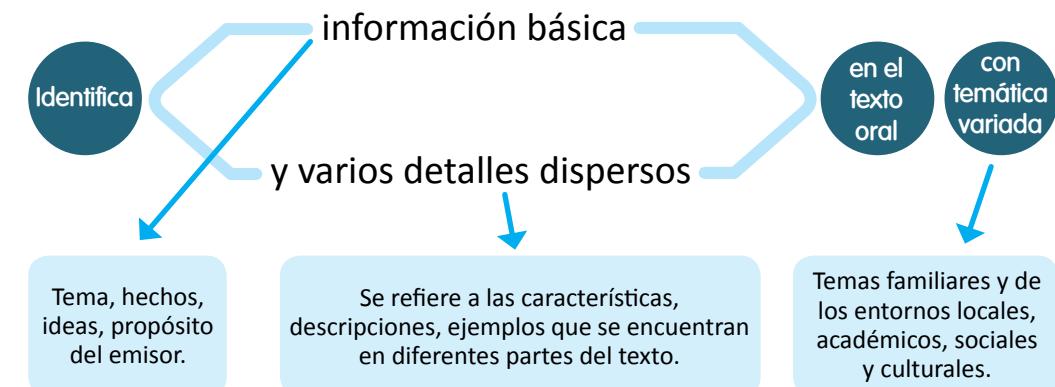 Identifica
información básica
y varios detalles dispersos
en el
texto
oral
con
temática
variada
Tema, hechos,
ideas, propósito
del emisor.
Se refiere a las características,
descripciones, ejemplos que se encuentran
en diferentes partes del texto.
Temas familiares y de
los entornos locales,
académicos, sociales
y culturales.